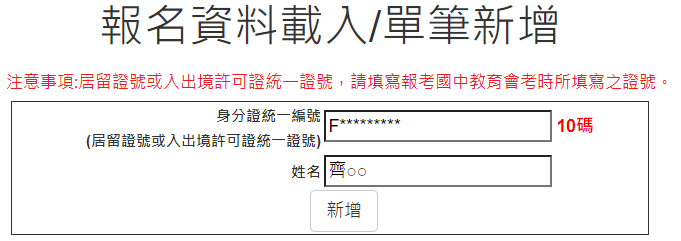 報名資料載入/單筆新增
注意事項:居留證號或入出境許可證統一證號，請填寫報考國中教育會考時所填寫之證號。
身分證統一編號
(居留證號或入出境許可證統一證號)
F********* 10碼
姓名 齊○○
新增